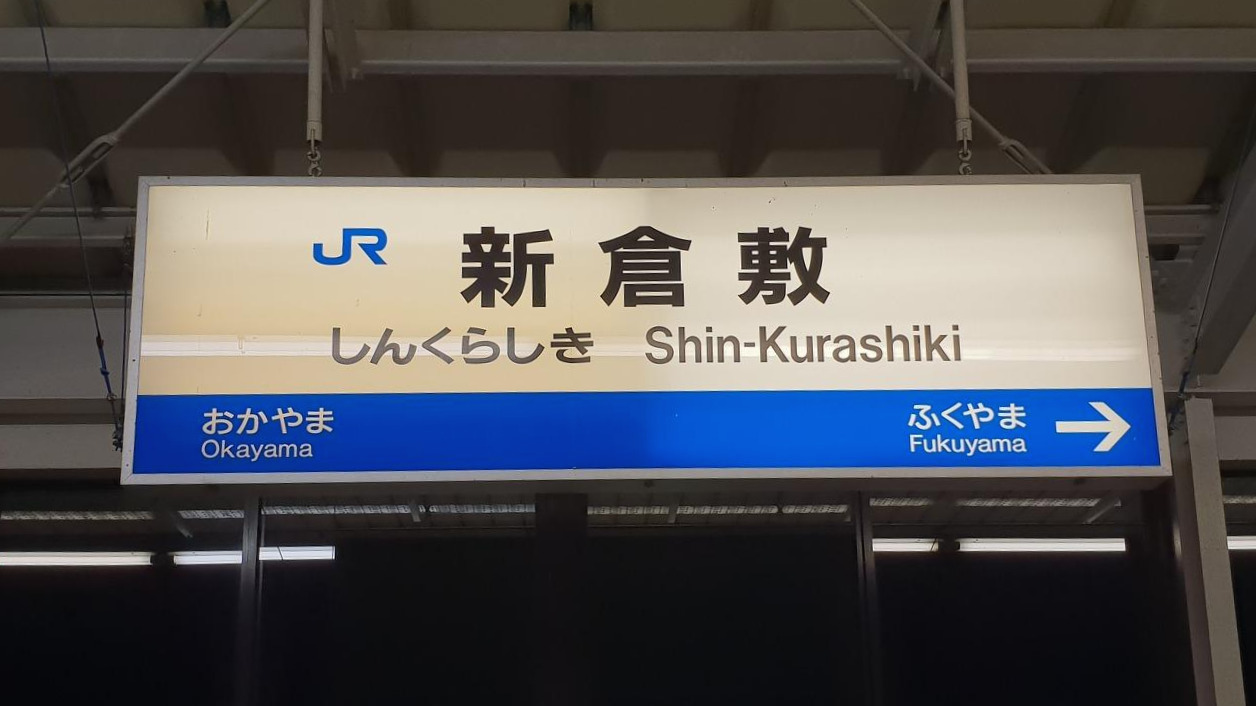 JR 新倉敷
しんくらしき Shin-Kurashiki
おかやま
Okayama
ふくやま →
Fukuyama